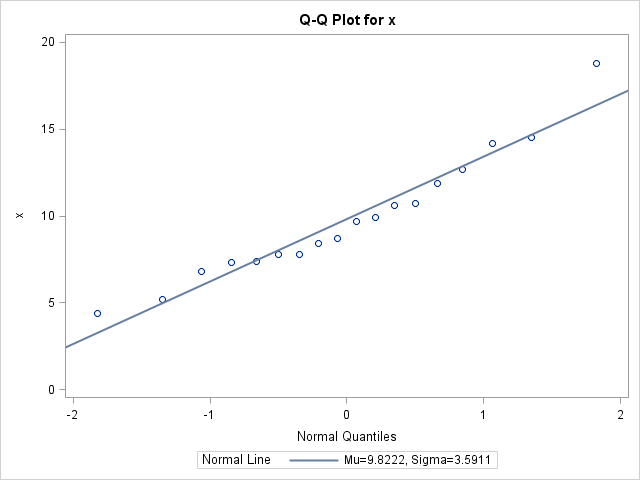 Q-Q Plot for x
20
15
10
5
0
x
-2 -1 0 1 2
Normal Quantiles
Normal Line Mu=9.8222, Sigma=3.5911